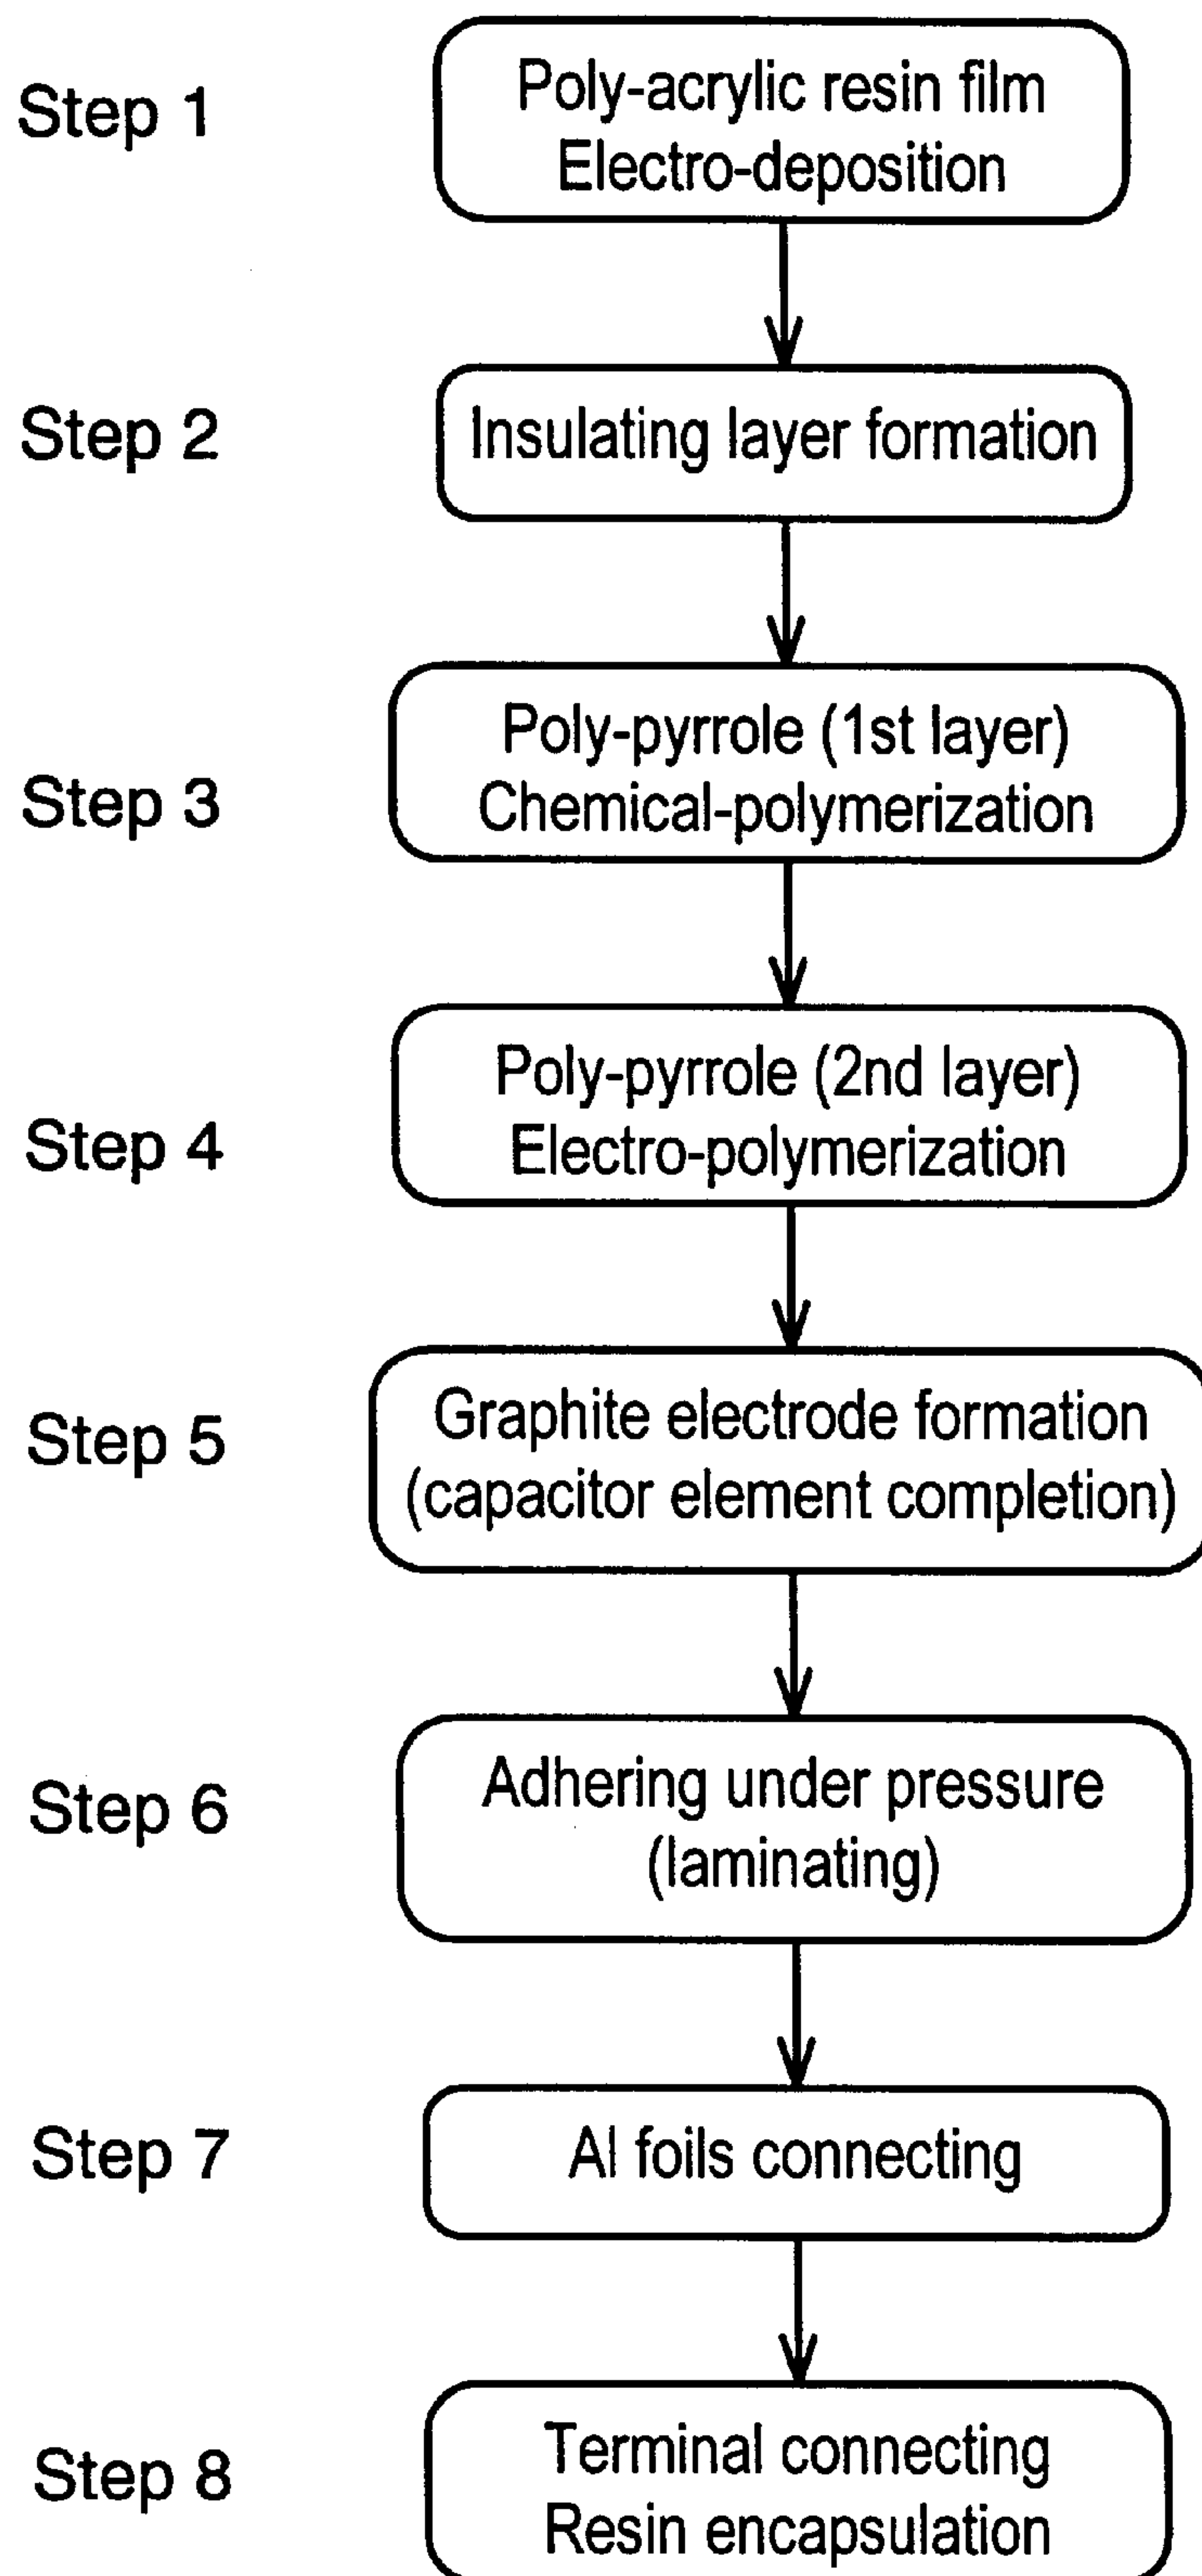 Step 1
Poly-acrylic resin film
Electro-deposition
Step 2
Insulating layer formation
Step 3
Poly-pyrrole (1st layer)
Chemical-polymerization
Step 4
Poly-pyrrole (2nd layer)
Electro-polymerization
Step 5
Graphite electrode formation
(capacitor element completion)
Step 6
Adhering under pressure
(laminating)
Step 7
Al foils connecting
Step 8
Terminal connecting
Resin encapsulation